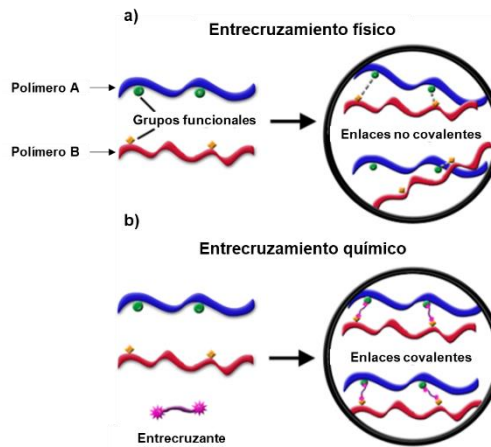 a)
Entrecruzamiento físico
Polímero A
Grupos funcionales
Polímero B
Enlaces no covalentes
b)
Entrecruzamiento químico
Enlaces covalentes
Entrecruzante